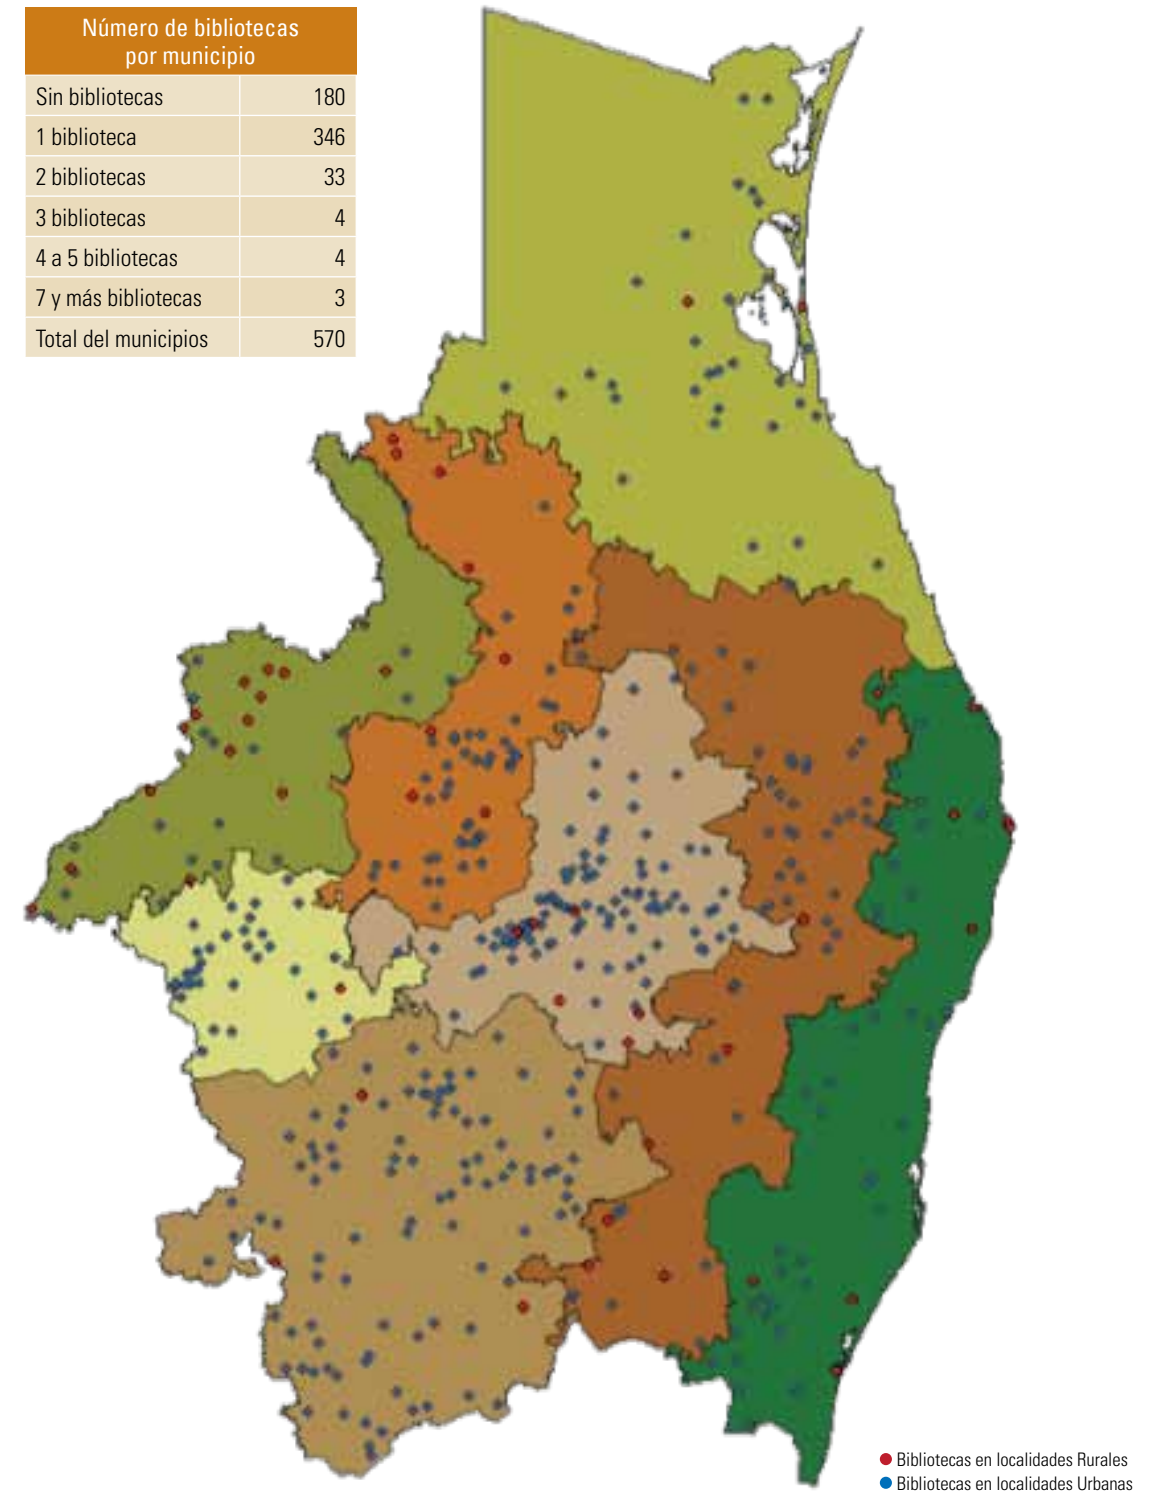 Número de bibliotecas
por municipio
Sin bibliotecas 180
1 biblioteca 346
2 bibliotecas 33
3 bibliotecas 4
4 a 5 bibliotecas 4
7 y más bibliotecas 3
Total del municipios 570
Bibliotecas en localidades Rurales
Bibliotecas en localidades Urbanas